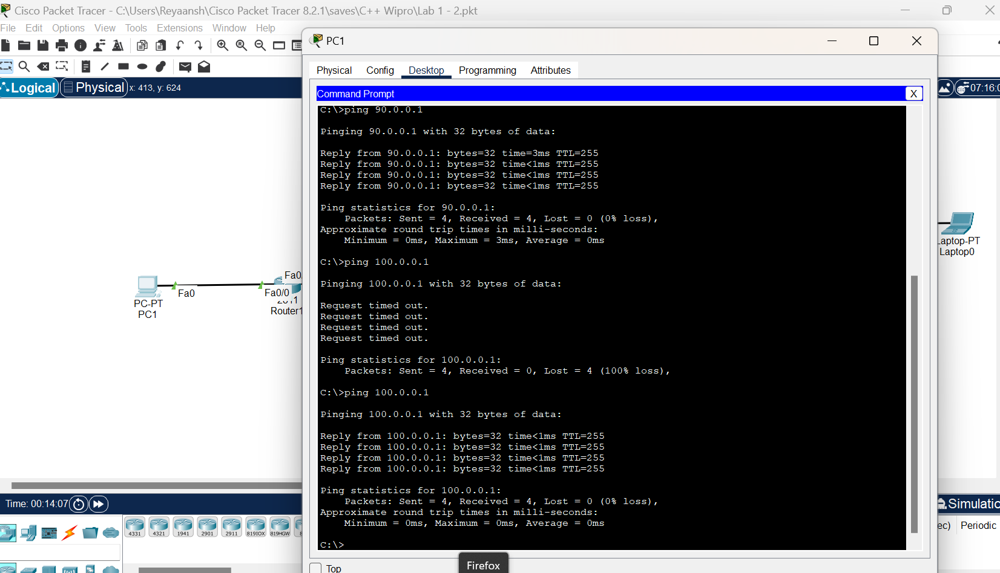 Cisco Packet Tracer - C:\Users\Reyaansh\Cisco Packet Tracer 8.2.1\saves\C++ Wipro\Lab 1 - 2.pkt
File Edit Options View Tools Extensions Window Help
PC1
Physical Config Desktop Programming Attributes
Logical Physical x: 413, y: 624
07:16:0
Command Prompt X
C:\>ping 90.0.0.1
Pinging 90.0.0.1 with 32 bytes of data:
Reply from 90.0.0.1: bytes=32 time=3ms TTL=255
Reply from 90.0.0.1: bytes=32 time<1ms TTL=255
Reply from 90.0.0.1: bytes=32 time<1ms TTL=255
Reply from 90.0.0.1: bytes=32 time<1ms TTL=255
Ping statistics for 90.0.0.1:
Packets: Sent = 4, Received = 4, Lost = 0 (0% loss),
Approximate round trip times in milli-seconds:
Minimum = 0ms, Maximum = 3ms, Average = 0ms
C:\>ping 100.0.0.1
Pinging 100.0.0.1 with 32 bytes of data:
Request timed out.
Request timed out.
Request timed out.
Request timed out.
Ping statistics for 100.0.0.1:
Packets: Sent = 4, Received = 0, Lost = 4 (100% loss),
C:\>ping 100.0.0.1
Pinging 100.0.0.1 with 32 bytes of data:
Reply from 100.0.0.1: bytes=32 time<1ms TTL=255
Reply from 100.0.0.1: bytes=32 time<1ms TTL=255
Reply from 100.0.0.1: bytes=32 time<1ms TTL=255
Reply from 100.0.0.1: bytes=32 time<1ms TTL=255
Ping statistics for 100.0.0.1:
Packets: Sent = 4, Received = 4, Lost = 0 (0% loss),
Approximate round trip times in milli-seconds:
Minimum = 0ms, Maximum = 0ms, Average = 0ms
C:\>
Top
Firefox
Fa0
Fa0
Fa0/0
PC-PT
PC1
Router1
Laptop-PT
Laptop0
Time: 00:14:07
4331 4321 1941 2901 2911 819IOX 819HGW
Simulatio
ec) Periodic